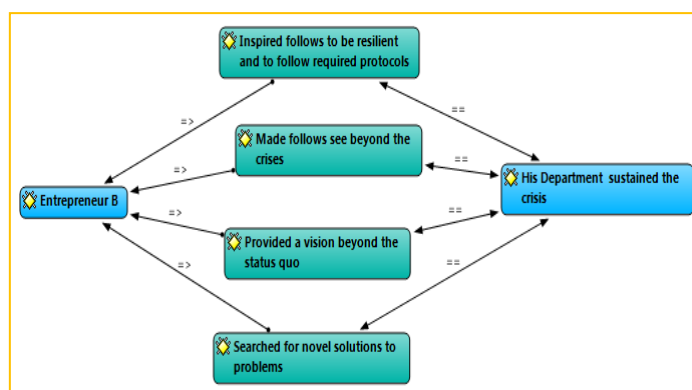 Inspired follows to be resilient
and to follow required protocols
=>
==
Made follows see beyond the
crises
=>
==
Entrepreneur B
His Department sustained the
crisis
=>
==
Provided a vision beyond the
status quo
=>
==
Searched for novel solutions to
problems